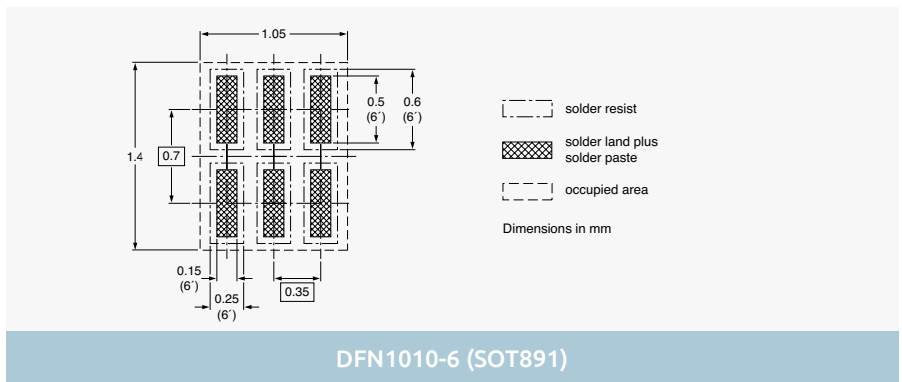 1.05
0.5
(6′)
0.6
(6′)
1.4
0.7
0.15
(6′)
0.25
(6′)
0.35
solder resist
solder land plus
solder paste
occupied area
Dimensions in mm
DFN1010-6 (SOT891)